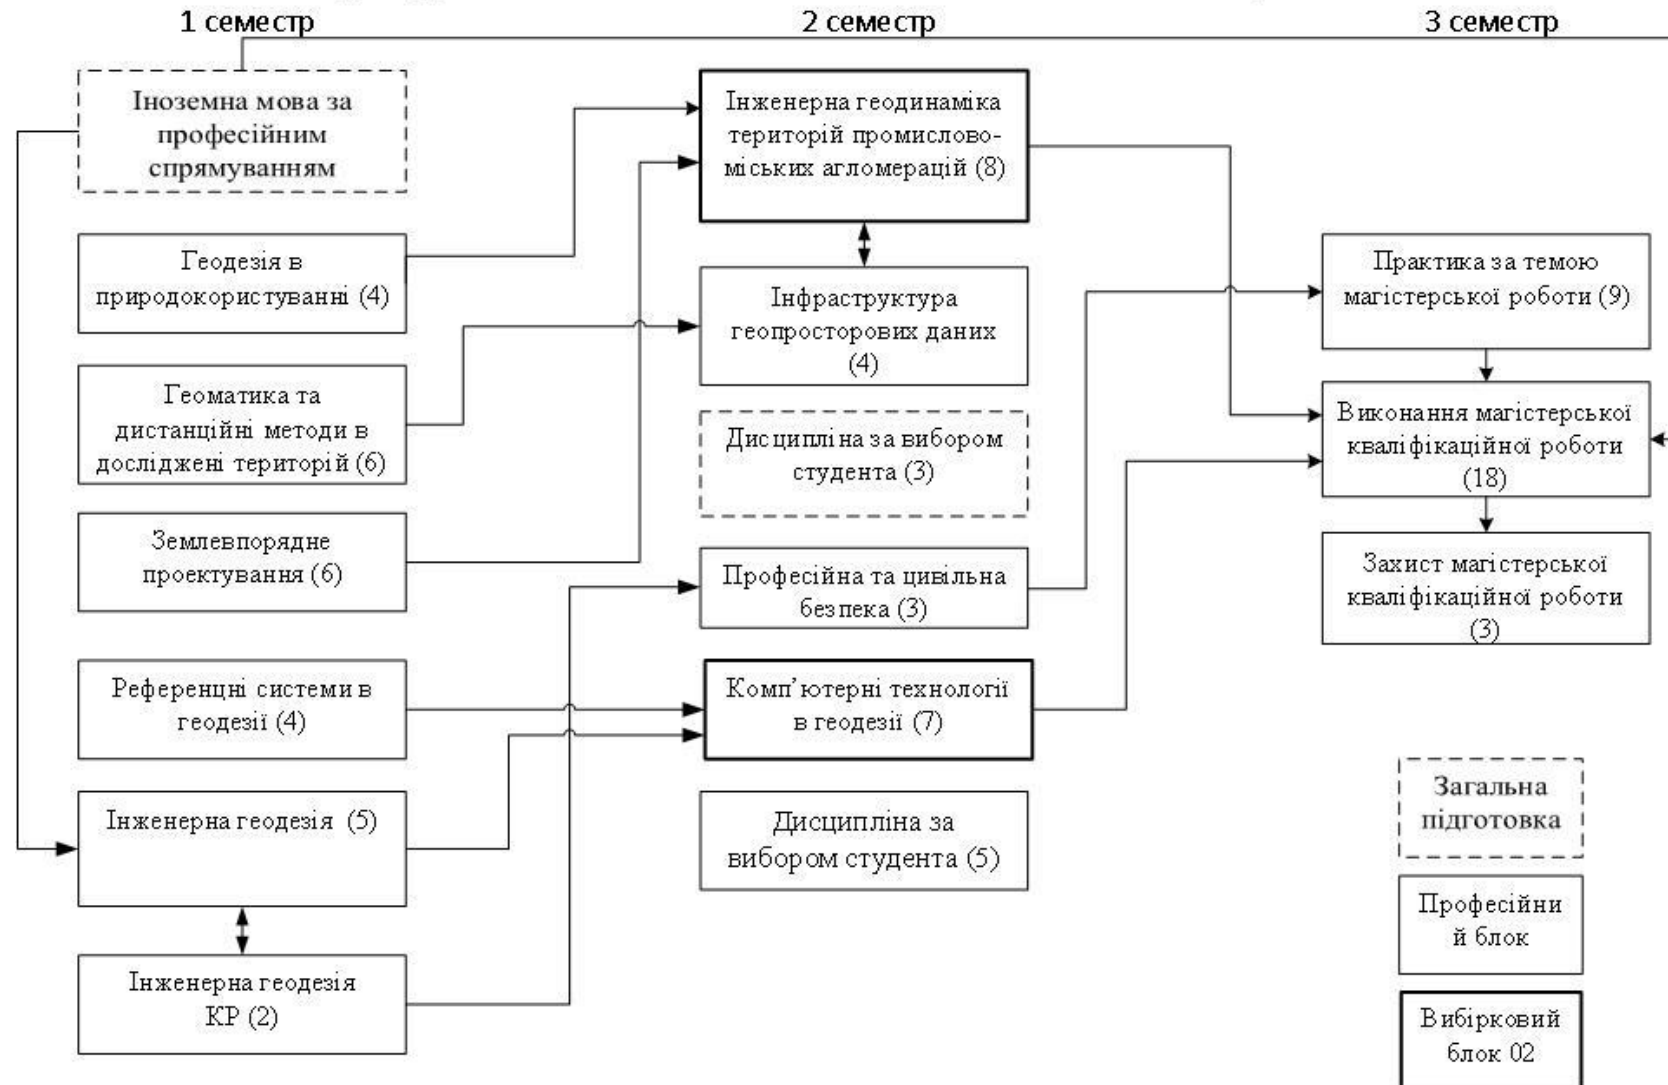 1 семестр
2 семестр
3 семестр
Іноземна мова за
професійним
спрямуванням
Геодезія в
природокористуванні (4)
Геоматика та
дистанційні методи в
досліджені територій (6)
Землевпорядне
проектування (6)
Референцні системи в
геодезії (4)
Інженерна геодезія (5)
Інженерна геодезія
КР (2)
Інженерна геодинаміка
територій промислово-
міських агломерацій (8)
Інфраструктура
геопросторових даних
(4)
Дисципліна за вибором
студента (3)
Професійна та цивільна
безпека (3)
Комп’ютерні технології
в геодезії (7)
Дисципліна за
вибором студента (5)
Практика за темою
магістерської роботи (9)
Виконання магістерської
кваліфікаційної роботи
(18)
Захист магістерської
кваліфікаційної роботи
(3)
Загальна
підготовка
Професійни
й блок
Вибірковий
блок 02